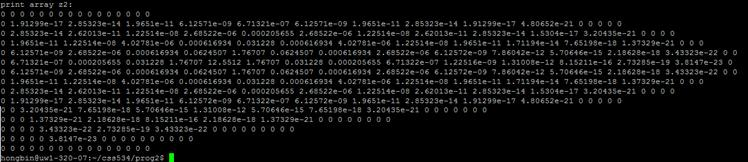 print array z2:
0 0 0 0 0 0 0 0 0 0 0 0 0 0 0 0
0 1.91299e-17 2.85323e-14 1.9651e-11 6.12571e-09 6.71321e-07 6.12572e-09 1.9651e-11 2.85323e-14 1.91299e-17 4.80652e-21 0 0 0 0 0
0 2.85323e-14 2.62013e-11 1.22514e-08 2.68522e-06 0.000205655 2.68522e-06 1.22514e-08 2.62013e-11 2.85323e-14 1.5304e-17 3.20435e-21 0 0 0 0
0 1.9651e-11 1.22514e-08 4.02781e-06 0.000616934 0.031228 0.000616934 4.02781e-06 1.22514e-08 1.9651e-11 1.71194e-14 7.65198e-18 1.37329e-21 0 0 0
0 6.12571e-09 2.68522e-06 0.000616934 0.0624507 1.76707 0.0624507 0.000616934 2.68522e-06 6.12572e-09 7.86042e-12 5.70646e-15 2.18628e-18 3.43323e-22 0 0
0 6.71321e-07 0.000205655 0.031228 1.76707 12.5512 1.76707 0.031228 0.000205655 6.71322e-07 1.22516e-09 1.31008e-12 8.15211e-16 2.73285e-19 3.8147e-23 0
0 6.12572e-09 2.68522e-06 0.000616934 0.0624507 1.76707 0.0624507 0.000616934 2.68522e-06 6.12572e-09 7.86042e-12 5.70646e-15 2.18628e-18 3.43323e-22 0 0
0 1.9651e-11 1.22514e-08 4.02781e-06 0.000616934 0.031228 0.000616934 4.02781e-06 1.22514e-08 1.9651e-11 1.71194e-14 7.65198e-18 1.37329e-21 0 0 0
0 2.85323e-14 2.62013e-11 1.22514e-08 2.68522e-06 0.000205655 2.68522e-06 1.22514e-08 2.62013e-11 2.85323e-14 1.5304e-17 3.20435e-21 0 0 0 0
0 1.91299e-17 2.85323e-14 1.9651e-11 6.12572e-09 6.71322e-07 6.12572e-09 1.9651e-11 2.85323e-14 1.91299e-17 4.80652e-21 0 0 0 0 0
0 0 3.20435e-21 7.65198e-18 5.70646e-15 1.31008e-12 5.70646e-15 7.65198e-18 3.20435e-21 0 0 0 0 0 0 0
0 0 0 1.37329e-21 2.18628e-18 8.15211e-16 2.18628e-18 1.37329e-21 0 0 0 0 0 0 0 0
0 0 0 0 3.43323e-22 2.73285e-19 3.43323e-22 0 0 0 0 0 0 0 0 0
0 0 0 0 0 3.8147e-23 0 0 0 0 0 0 0 0 0 0
0 0 0 0 0 0 0 0 0 0 0 0 0 0 0 0
hongbin@uw1-320-07:~/css534/prog2$